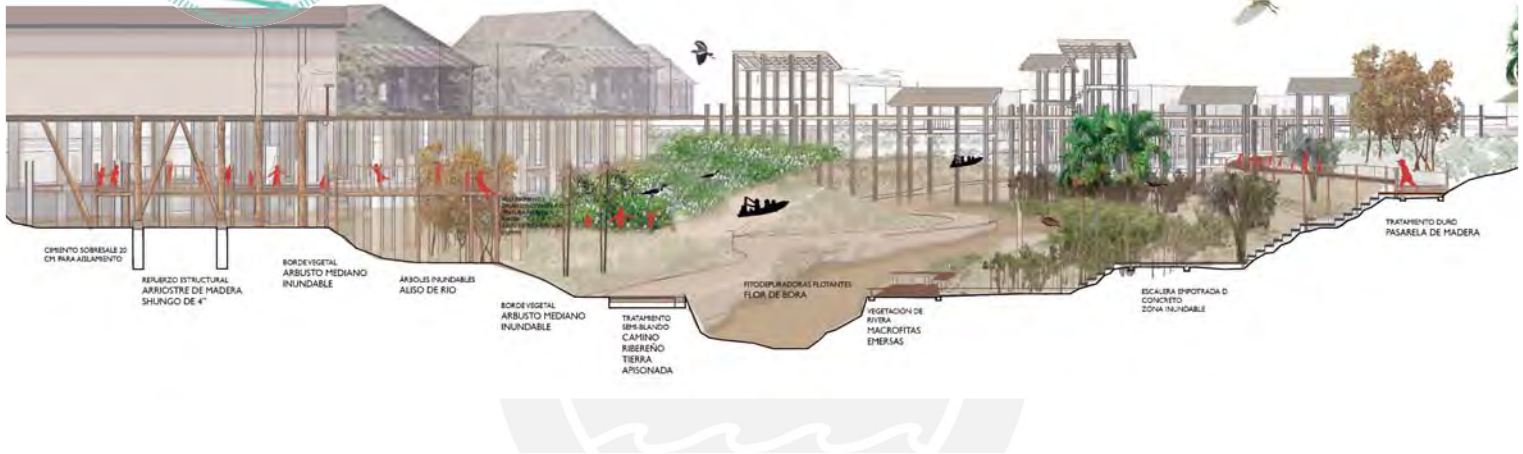 CIMIENTO SOBRESALE 20
CM PARA AISLAMIENTO
REFUERZO ESTRUCTURAL
ARRIOSTRE DE MADERA
SHUNGO DE 4"
BORDE VEGETAL
ARBUSTO MEDIANO
INUNDABLE
ÁRBOLES INUNDABLES
ALISO DE RIO
BORDE VEGETAL
ARBUSTO MEDIANO
INUNDABLE
TRATAMIENTO
SEMI-BLANDO
CAMINO
RIBEREÑO
TIERRA
APISONADA
FITODEPURADORAS FLOTANTES
FLOR DE BORA
VEGETACIÓN DE
RIVERA
MACROFITAS
EMERSAS
ESCALERA EMPOTRADA D
CONCRETO
ZONA INUNDABLE
TRATAMIENTO DURO
PASARELA DE MADERA